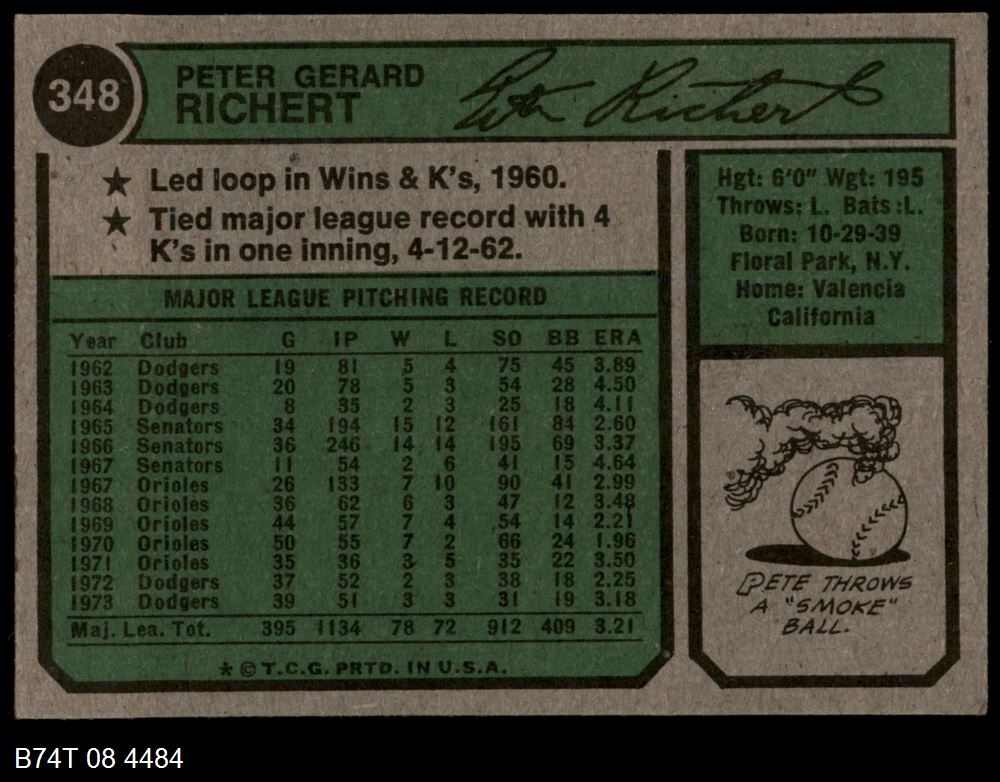 348
PETER GERARD
RICHERT
Pete Richert
★ Led loop in Wins & K's, 1960.
★ Tied major league record with 4
K's in one inning, 4-12-62.
Hgt: 6'0" Wgt: 195
Throws: L. Bats :L.
Born: 10-29-39
Floral Park, N.Y.
Home: Valencia
California
MAJOR LEAGUE PITCHING RECORD
Year Club G IP W L SO BB ERA
1962 Dodgers 19 81 5 4 75 45 3.89
1963 Dodgers 20 78 5 3 54 28 4.50
1964 Dodgers 8 35 2 3 25 18 4.11
1965 Senators 34 194 15 12 161 84 2.60
1966 Senators 36 246 14 14 195 69 3.37
1967 Senators 11 54 2 6 41 15 4.64
1967 Orioles 26 133 7 10 90 41 2.99
1968 Orioles 36 62 6 3 47 12 3.48
1969 Orioles 44 57 7 4 54 14 2.21
1970 Orioles 50 55 7 2 66 24 1.96
1971 Orioles 35 36 3 5 35 22 3.50
1972 Dodgers 37 52 2 3 38 18 2.25
1973 Dodgers 39 51 3 3 31 19 3.18
Maj. Lea. Tot. 395 1134 78 72 912 409 3.21
* © T.C.G. PRTD. IN U.S.A.
PETE THROWS
A "SMOKE"
BALL.
B74T 08 4484